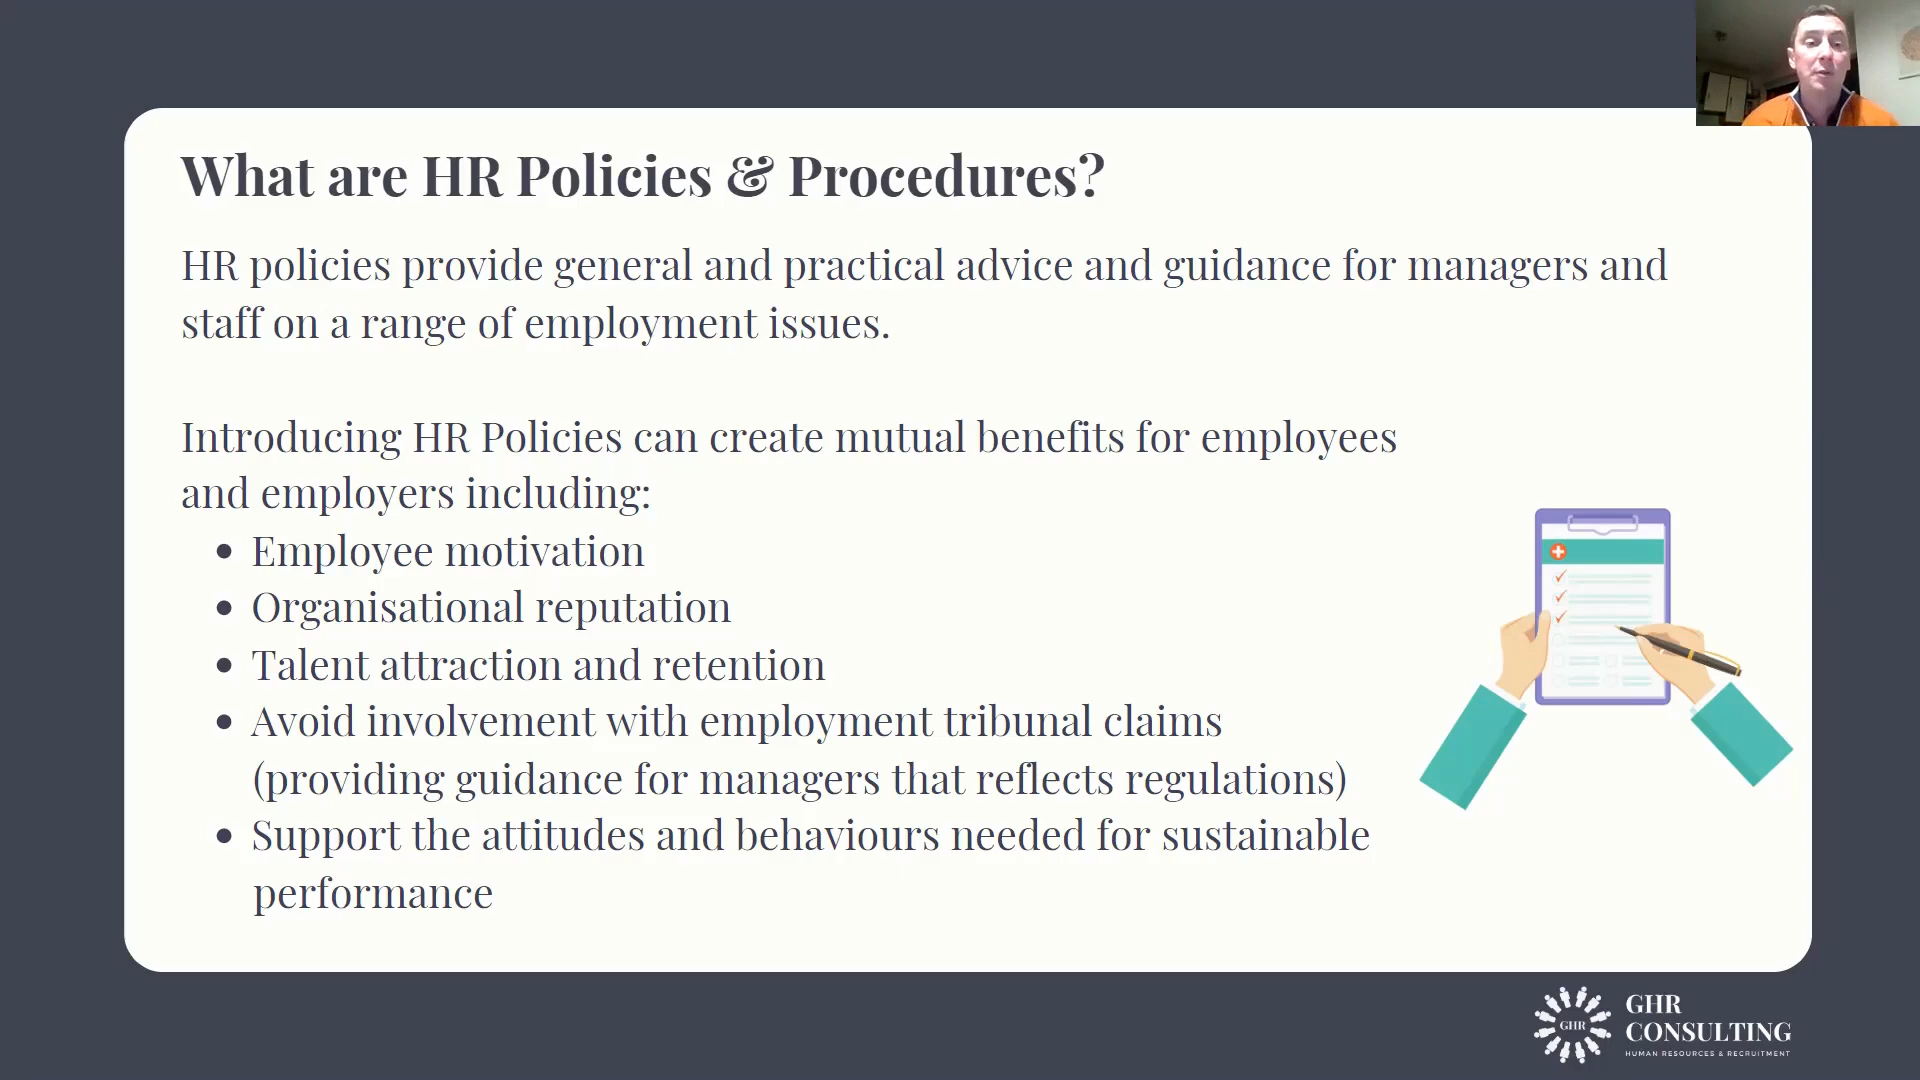 What are HR Policies & Procedures?
HR policies provide general and practical advice and guidance for managers and
staff on a range of employment issues.
Introducing HR Policies can create mutual benefits for employees
and employers including:
• Employee motivation
• Organisational reputation
• Talent attraction and retention
• Avoid involvement with employment tribunal claims
(providing guidance for managers that reflects regulations)
• Support the attitudes and behaviours needed for sustainable
performance
GHR
GHR
CONSULTING
HUMAN RESOURCES & RECRUITMENT